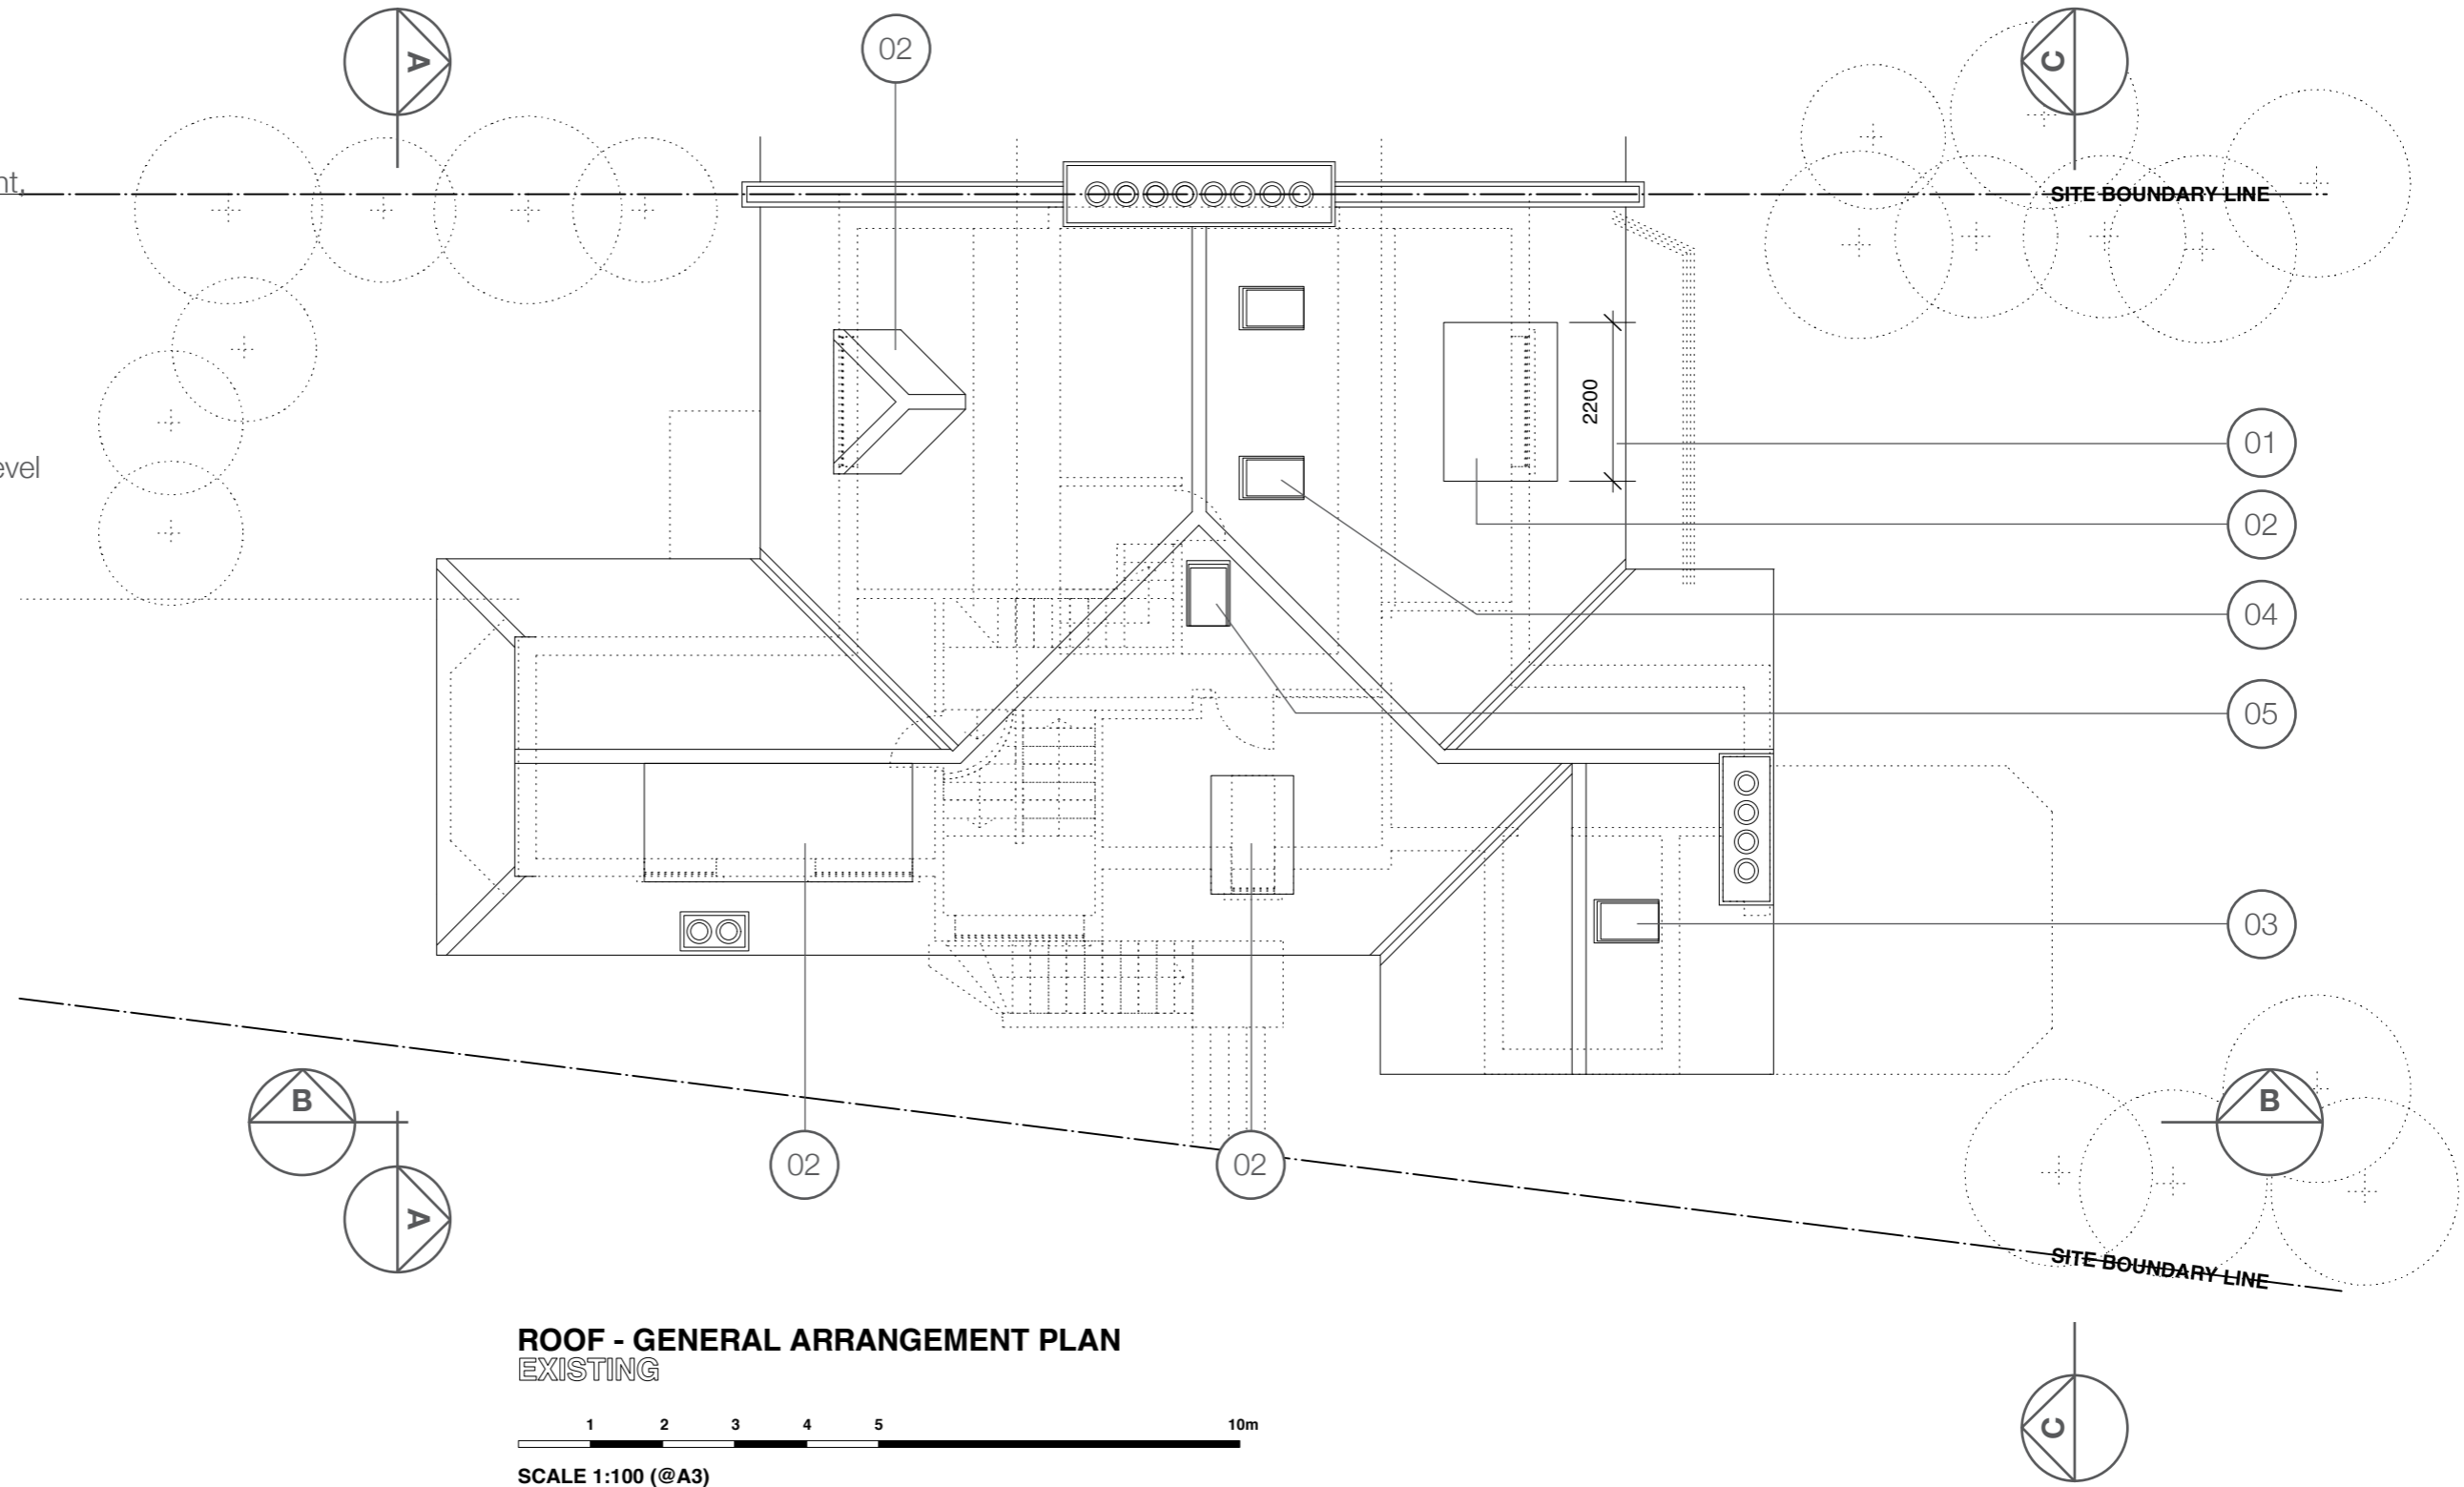 A
02
C
nt,
SITE BOUNDARY LINE
2200
01
evel
02
04
05
03
B
B
02
02
A
SITE BOUNDARY LINE
ROOF - GENERAL ARRANGEMENT PLAN
EXISTING
1 2 3 4 5 10m
C
SCALE 1:100 (@A3)